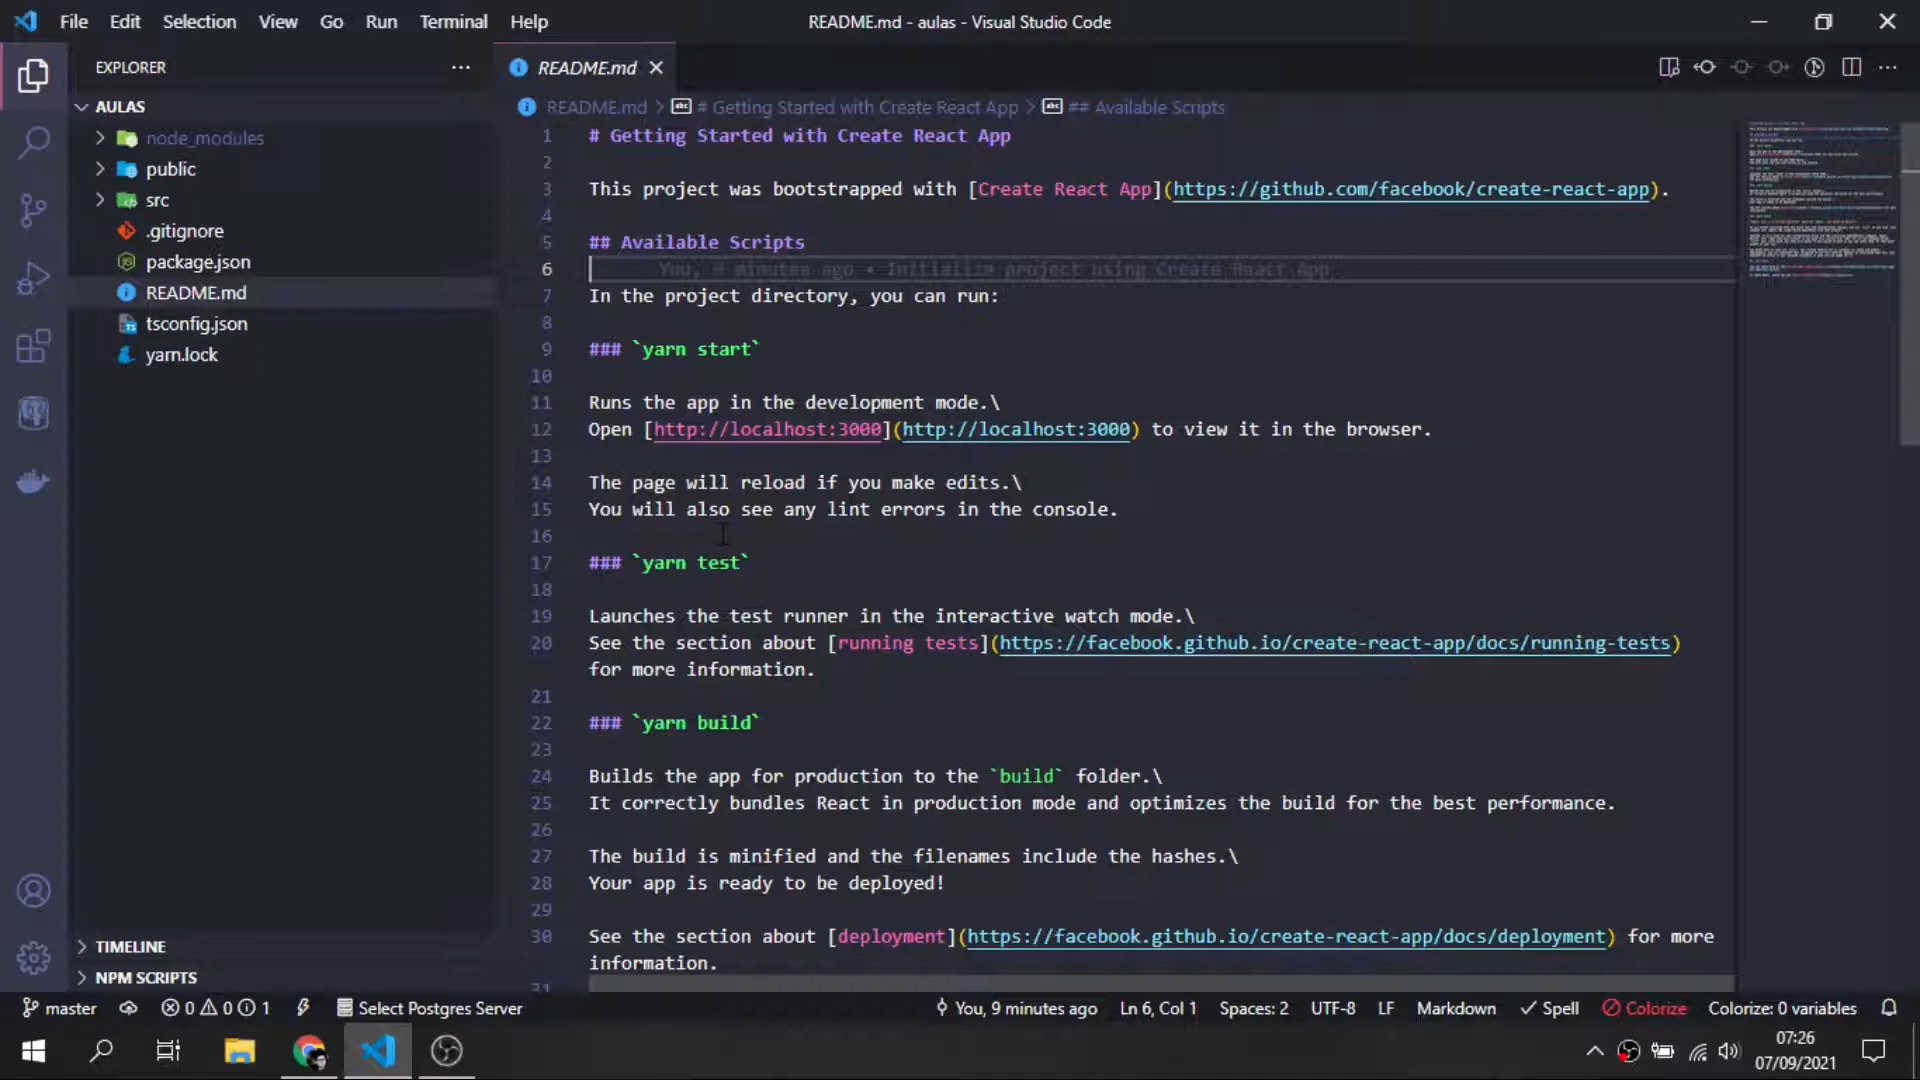 File Edit Selection View Go Run Terminal Help
README.md - aulas - Visual Studio Code
EXPLORER
AULAS
node_modules
public
src
.gitignore
package.json
README.md
tsconfig.json
yarn.lock
TIMELINE
NPM SCRIPTS
README.md
README.md > # Getting Started with Create React App > ## Available Scripts
1 # Getting Started with Create React App
2
3 This project was bootstrapped with [Create React App](https://github.com/facebook/create-react-app).
4
5 ## Available Scripts
6 You, 8 minutes ago • Initialize project using Create React App
7 In the project directory, you can run:
8
9 ### `yarn start`
10
11 Runs the app in the development mode.\
12 Open [http://localhost:3000](http://localhost:3000) to view it in the browser.
13
14 The page will reload if you make edits.\
15 You will also see any lint errors in the console.
16
17 ### `yarn test`
18
19 Launches the test runner in the interactive watch mode.\
20 See the section about [running tests](https://facebook.github.io/create-react-app/docs/running-tests)
for more information.
21
22 ### `yarn build`
23
24 Builds the app for production to the `build` folder.\
25 It correctly bundles React in production mode and optimizes the build for the best performance.
26
27 The build is minified and the filenames include the hashes.\
28 Your app is ready to be deployed!
29
30 See the section about [deployment](https://facebook.github.io/create-react-app/docs/deployment) for more
information.
31
master 0 0 1 Select Postgres Server You, 9 minutes ago Ln 6, Col 1 Spaces: 2 UTF-8 LF Markdown Spell Colorize Colorize: 0 variables
07:26
07/09/2021